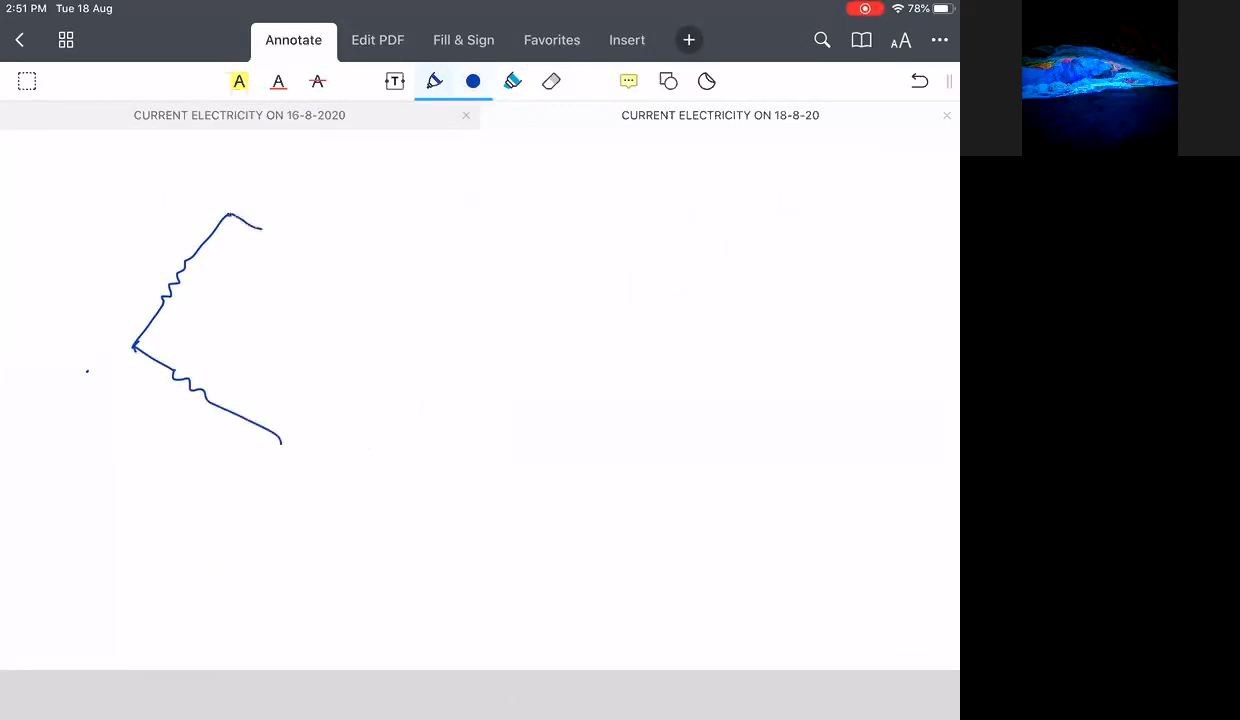 2:51 PM Tue 18 Aug
78%
Annotate Edit PDF Fill & Sign Favorites Insert
AA
A A A T
CURRENT ELECTRICITY ON 16-8-2020
CURRENT ELECTRICITY ON 18-8-20